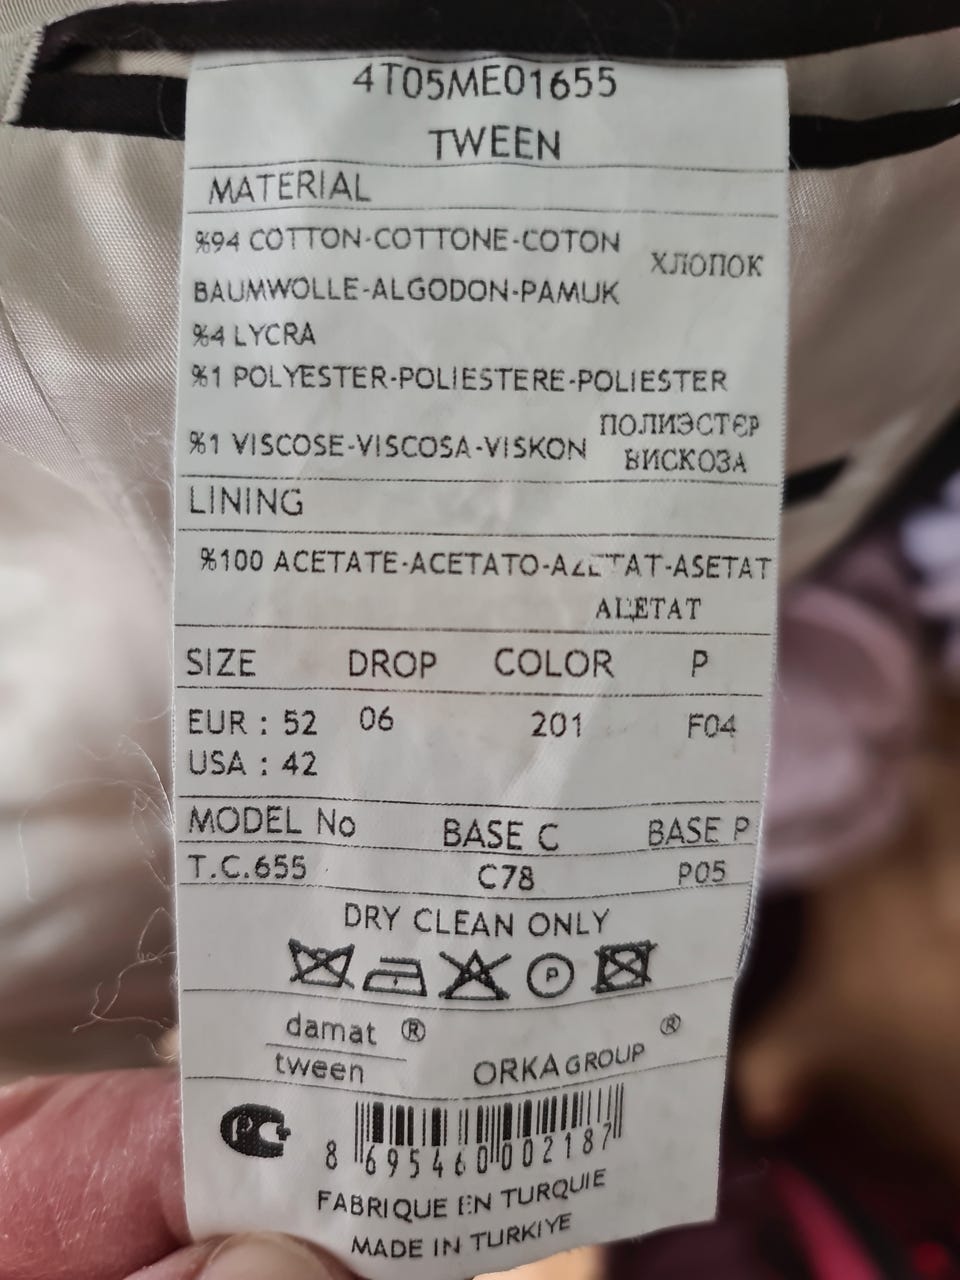 4T05ME01655
TWEEN
MATERIAL
%94 COTTON-COTTONE-COTON
ХЛОПОК
BAUMWOLLE-ALGODON-PAMUK
%4 LYCRA
%1 POLYESTER-POLIESTERE-POLIESTER
ПОЛИЭСТЕР
%1 VISCOSE-VISCOSA-VISKON
ВИСКОЗА
LINING
%100 ACETATE-ACETATO-AZETAT-ASETAT
АЦЕТАТ
SIZE DROP COLOR P
EUR : 52 06 201 F04
USA : 42
MODEL No BASE C BASE P
T.C.655 C78 P05
DRY CLEAN ONLY
P
damat ®
tween
ORKA GROUP ®
PC
8 695460 002187
FABRIQUE EN TURQUIE
MADE IN TURKIYE